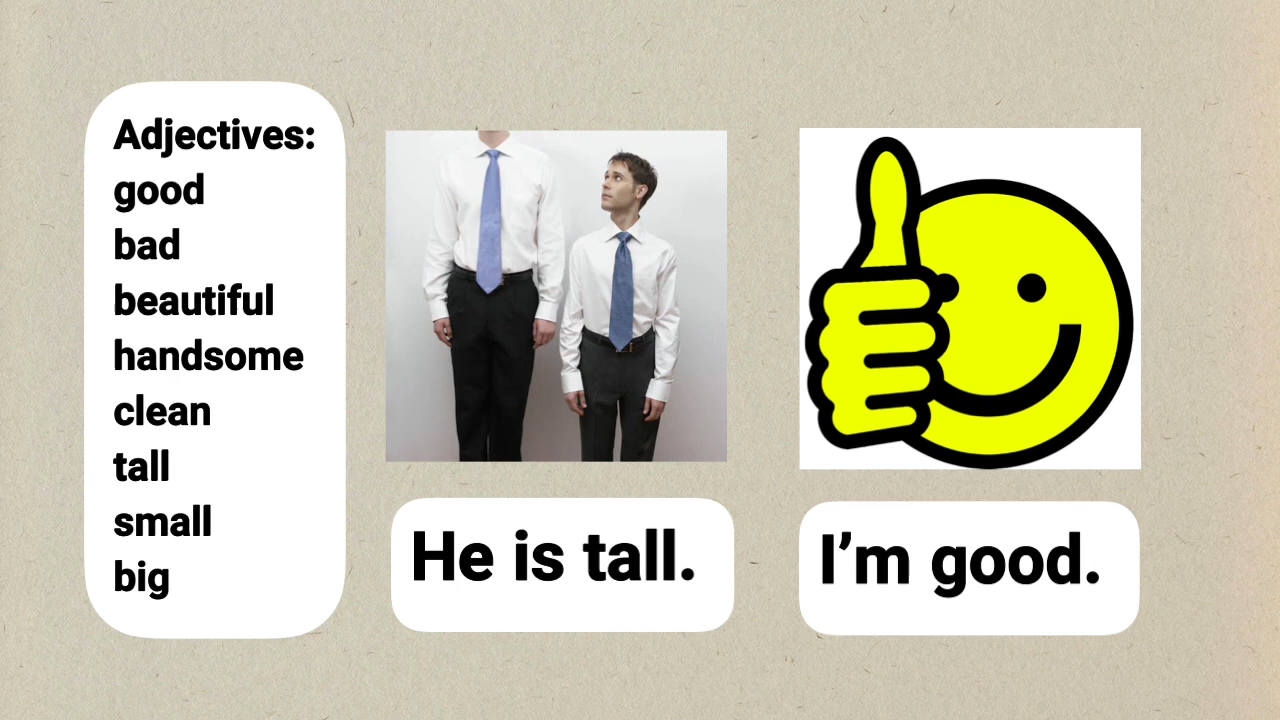 Adjectives:
good
bad
beautiful
handsome
clean
tall
small
big
He is tall.
I’m good.